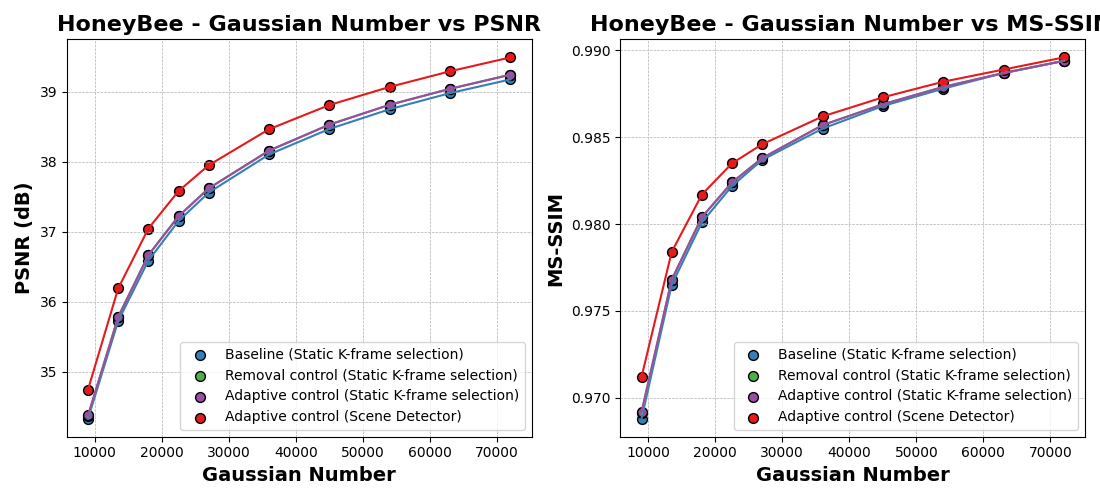 HoneyBee - Gaussian Number vs PSNR
39
38
37
36
35
PSNR (dB)
10000 20000 30000 40000 50000 60000 70000
Gaussian Number
Baseline (Static K-frame selection)
Removal control (Static K-frame selection)
Adaptive control (Static K-frame selection)
Adaptive control (Scene Detector)
HoneyBee - Gaussian Number vs MS-SSIM
0.990
0.985
0.980
0.975
0.970
MS-SSIM
10000 20000 30000 40000 50000 60000 70000
Gaussian Number
Baseline (Static K-frame selection)
Removal control (Static K-frame selection)
Adaptive control (Static K-frame selection)
Adaptive control (Scene Detector)